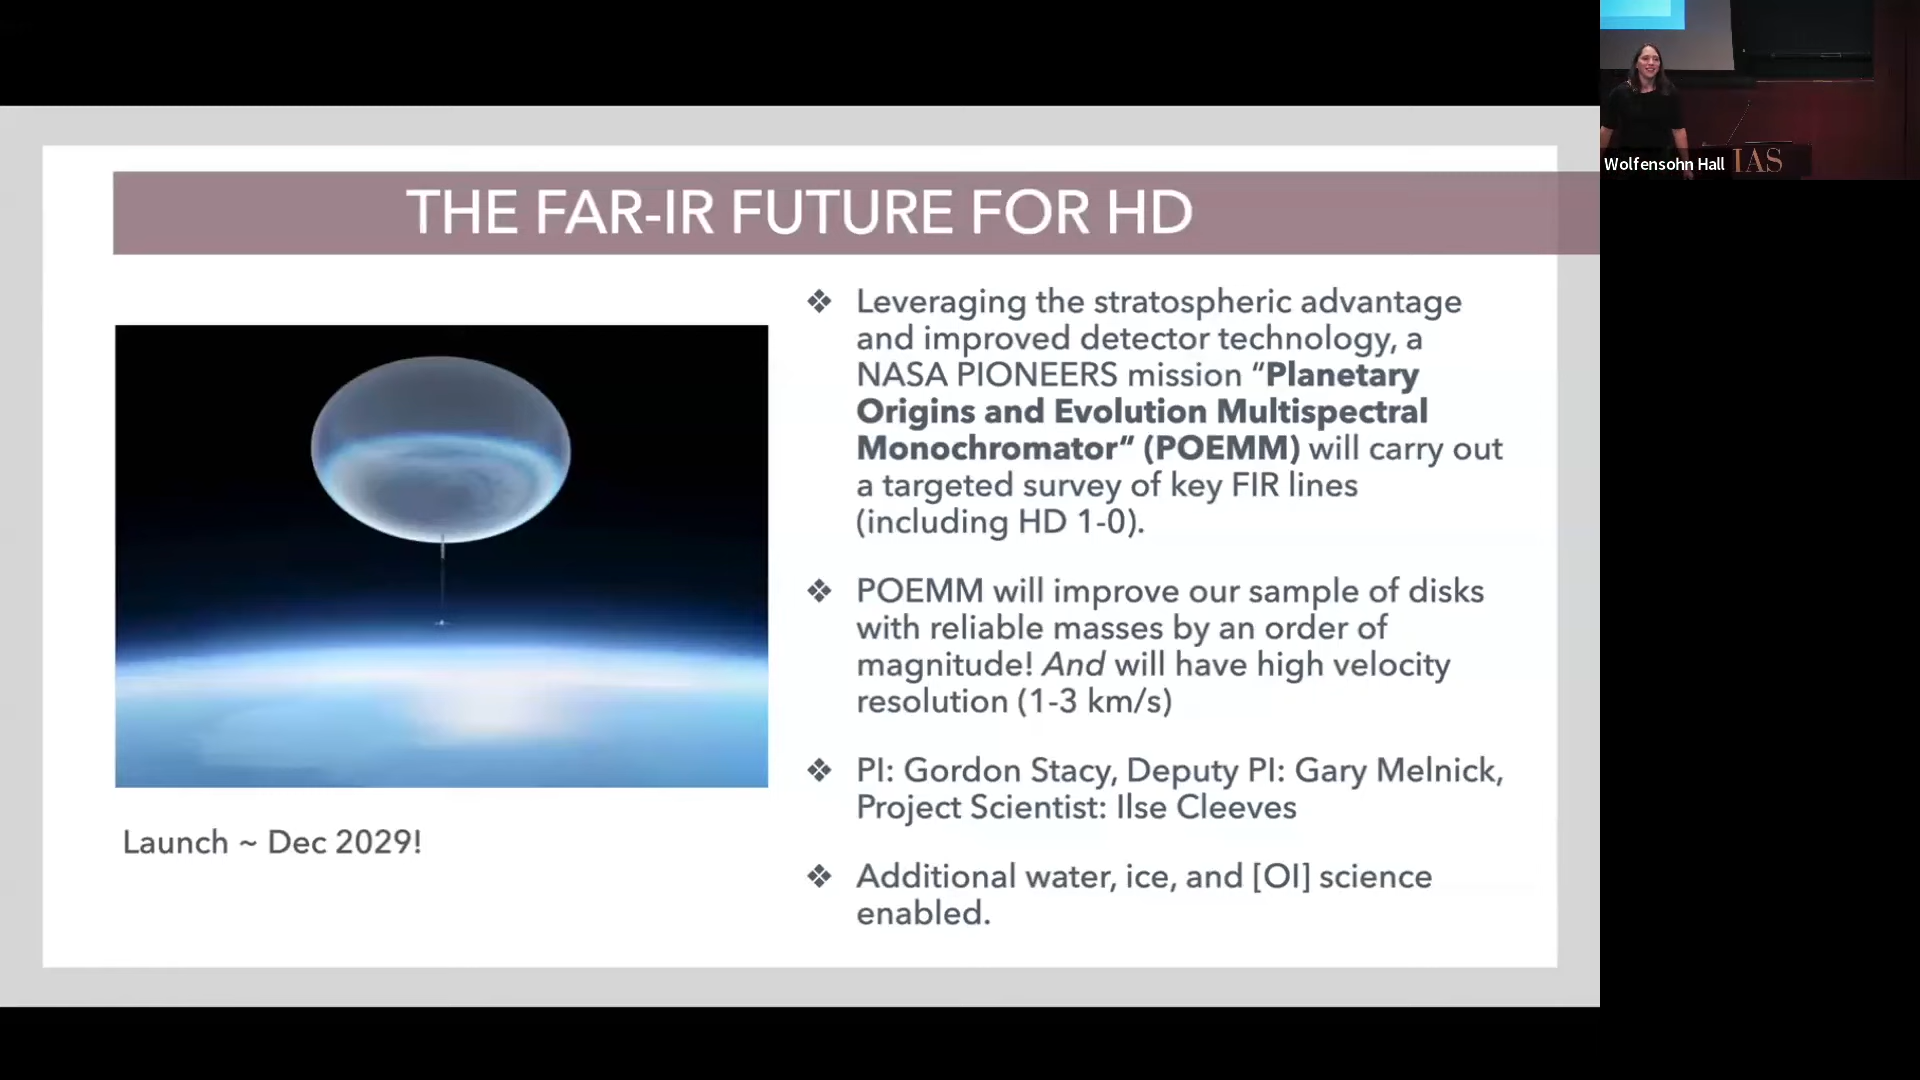 THE FAR-IR FUTURE FOR HD
❖ Leveraging the stratospheric advantage
and improved detector technology, a
NASA PIONEERS mission “Planetary
Origins and Evolution Multispectral
Monochromator” (POEMM) will carry out
a targeted survey of key FIR lines
(including HD 1-0).
❖ POEMM will improve our sample of disks
with reliable masses by an order of
magnitude! And will have high velocity
resolution (1-3 km/s)
❖ PI: Gordon Stacy, Deputy PI: Gary Melnick,
Project Scientist: Ilse Cleeves
❖ Additional water, ice, and [OI] science
enabled.
Launch ~ Dec 2029!
Wolfensohn Hall
IAS